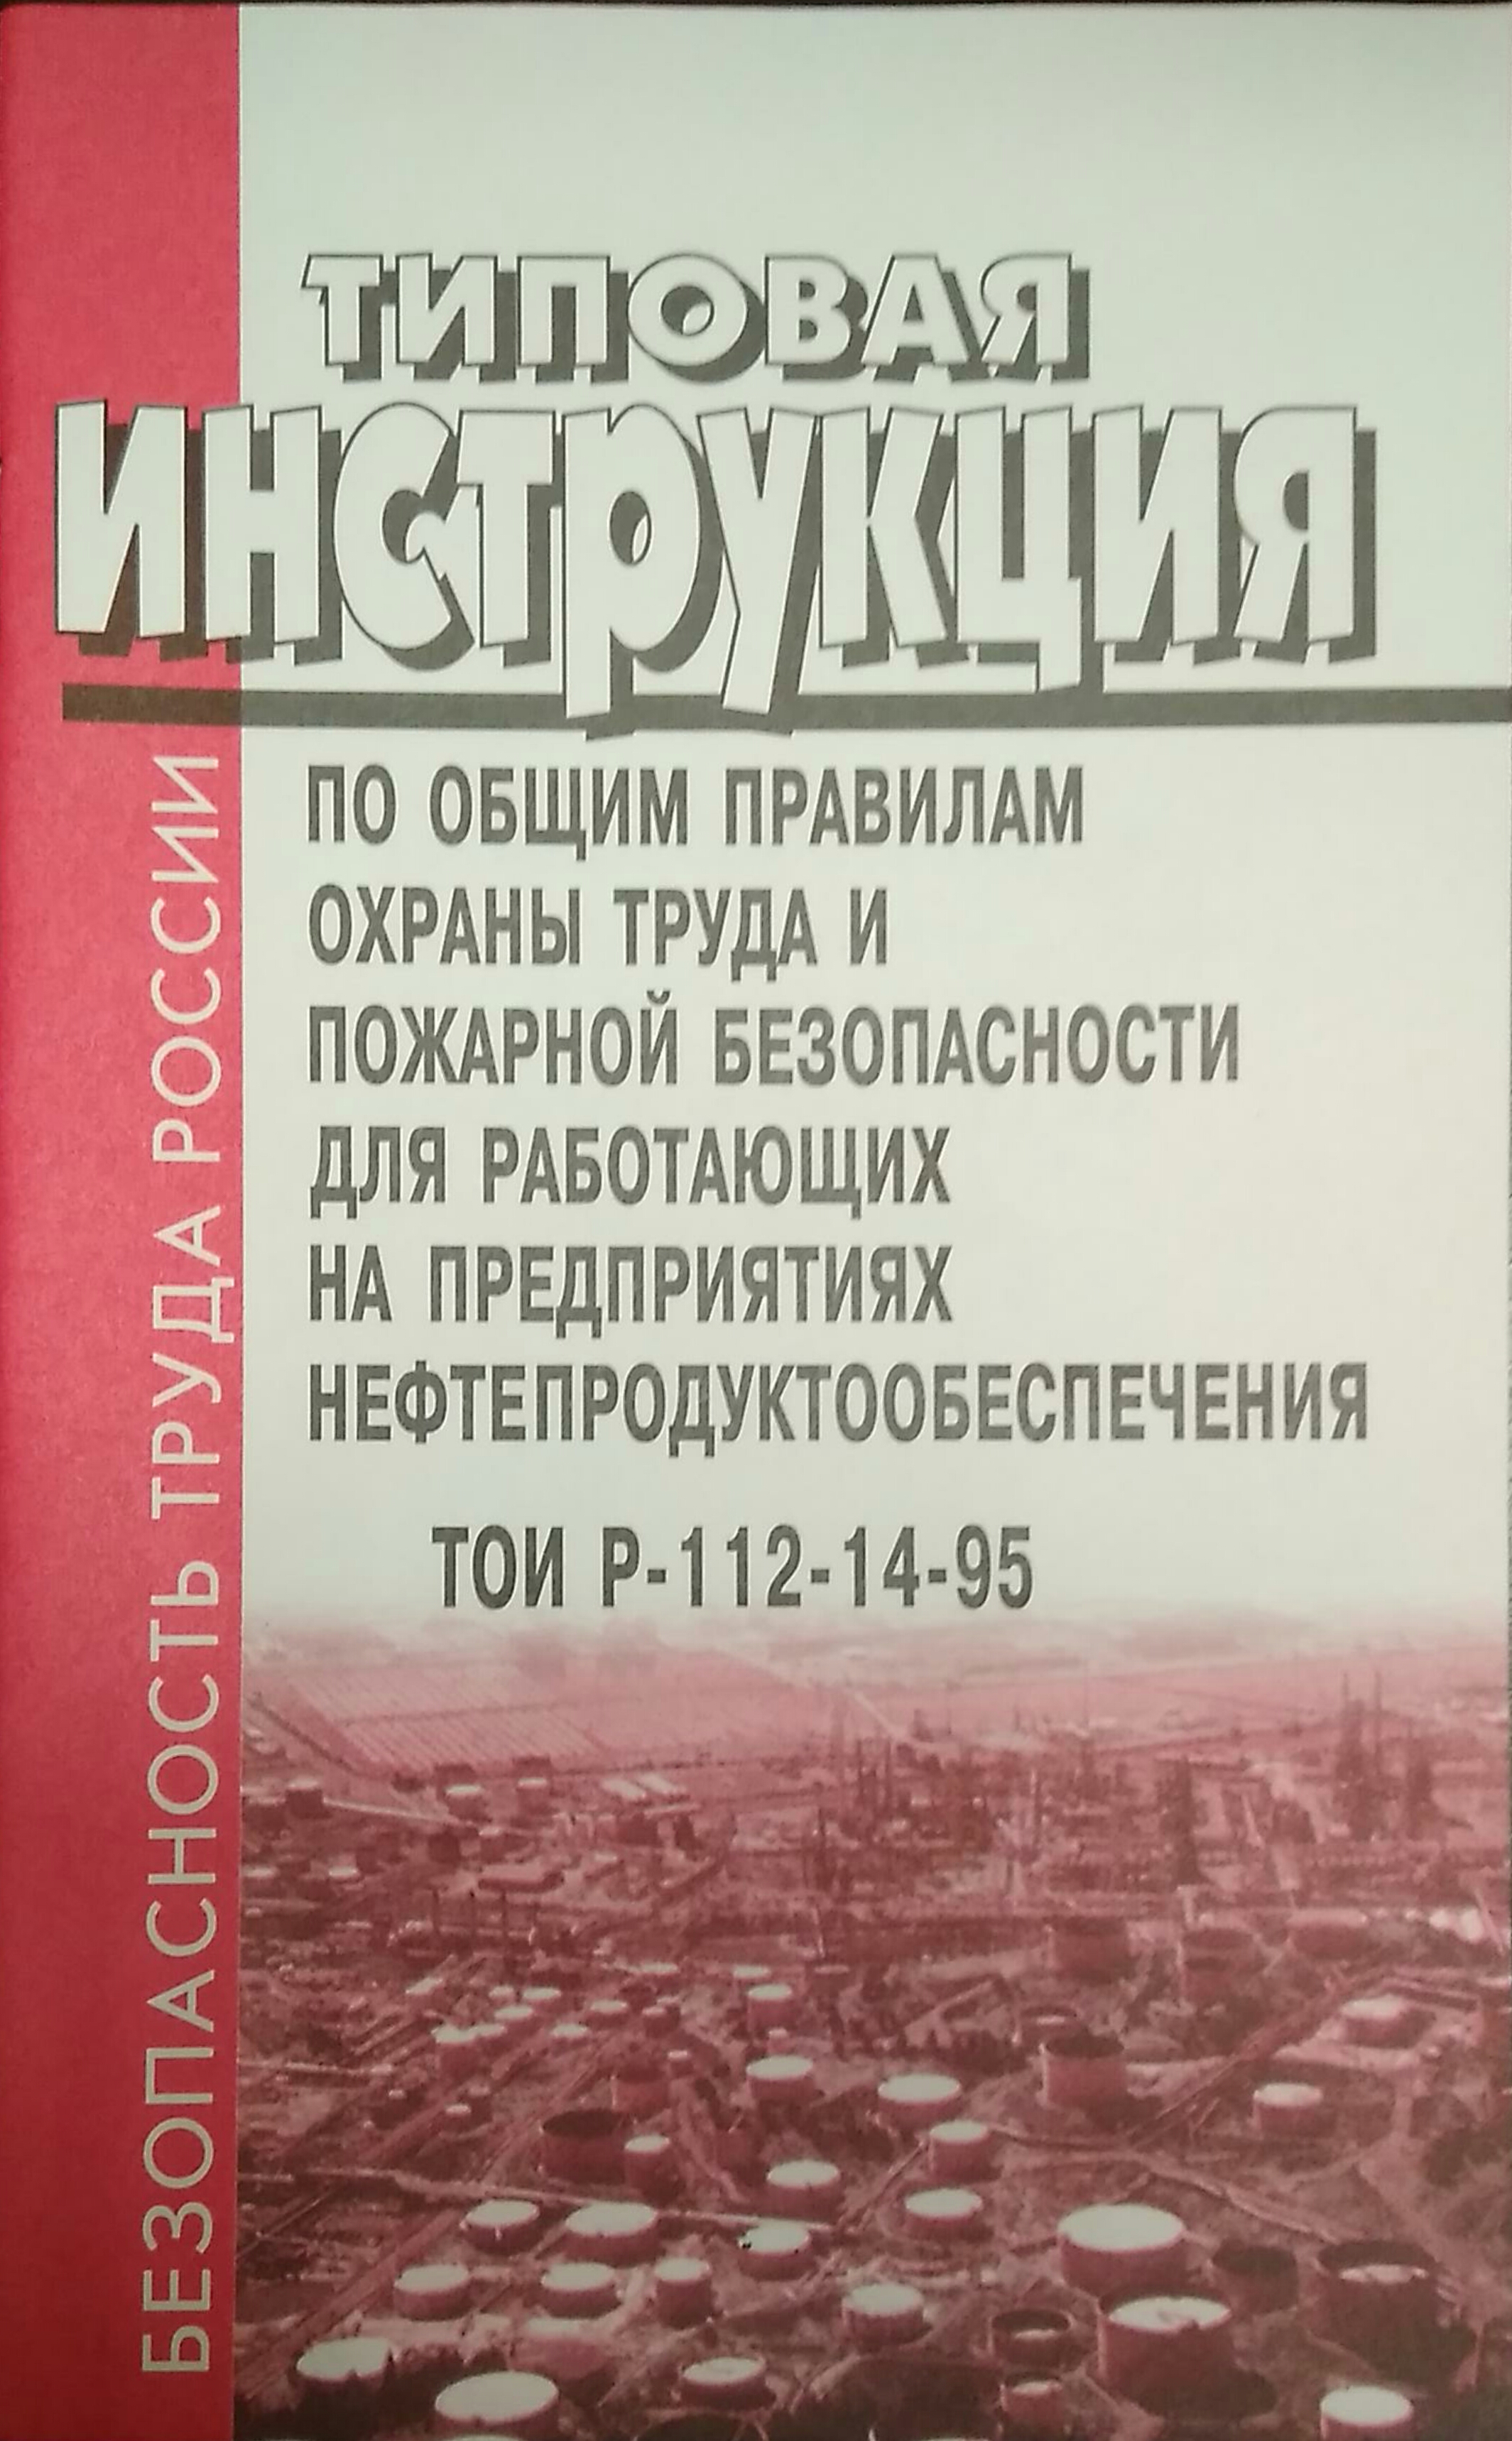 ТИПОВАЯ
ИНСТРУКЦИЯ
ПО ОБЩИМ ПРАВИЛАМ
ОХРАНЫ ТРУДА И
ПОЖАРНОЙ БЕЗОПАСНОСТИ
ДЛЯ РАБОТАЮЩИХ
НА ПРЕДПРИЯТИЯХ
НЕФТЕПРОДУКТООБЕСПЕЧЕНИЯ
ТОИ Р-112-14-95
БЕЗОПАСНОСТЬ ТРУДА РОССИИ